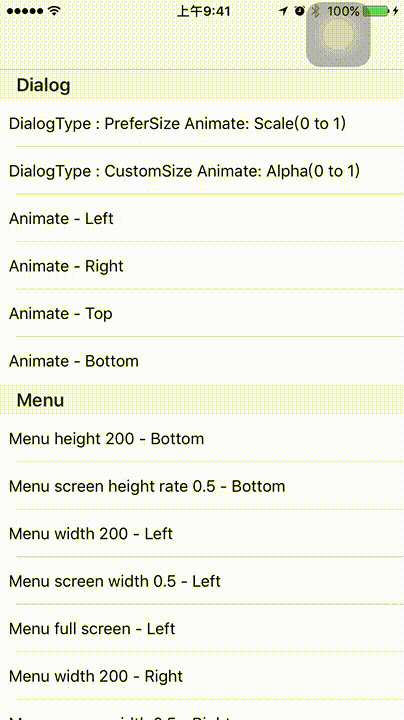 上午9:41
100%
Dialog
DialogType : PreferSize Animate: Scale(0 to 1)
DialogType : CustomSize Animate: Alpha(0 to 1)
Animate - Left
Animate - Right
Animate - Top
Animate - Bottom
Menu
Menu height 200 - Bottom
Menu screen height rate 0.5 - Bottom
Menu width 200 - Left
Menu screen width 0.5 - Left
Menu full screen - Left
Menu width 200 - Right